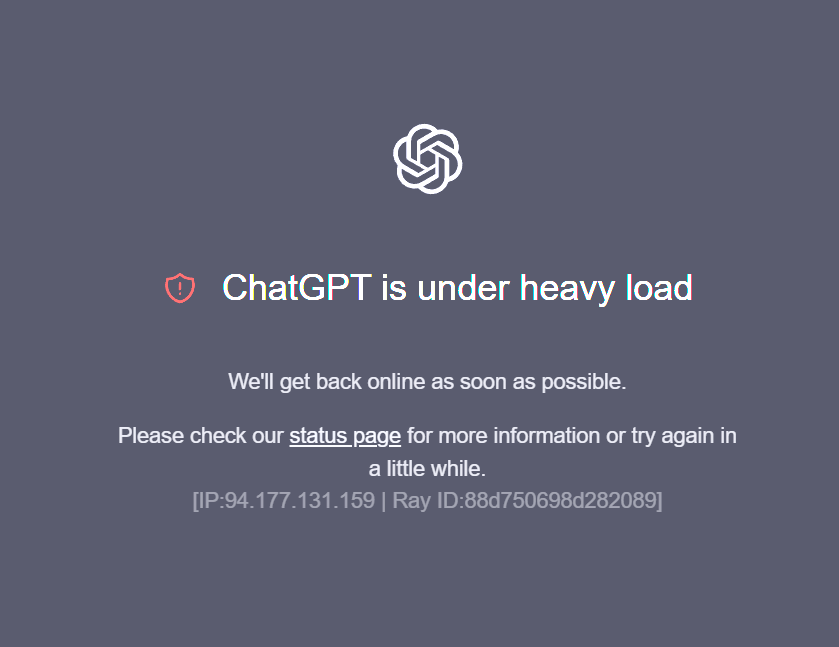 ChatGPT is under heavy load
We'll get back online as soon as possible.
Please check our status page for more information or try again in
a little while.
[IP:94.177.131.159 | Ray ID:88d750698d282089]